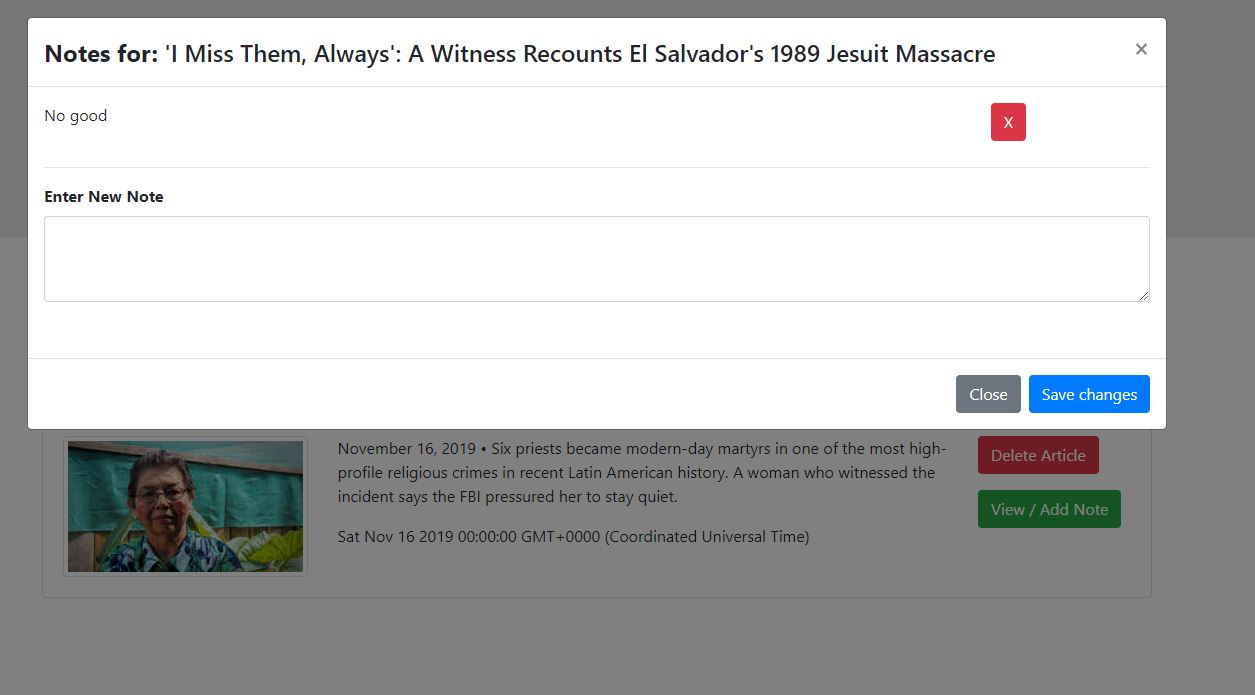 Notes for: 'I Miss Them, Always': A Witness Recounts El Salvador's 1989 Jesuit Massacre
×
No good
X
Enter New Note
Close
Save changes
November 16, 2019 • Six priests became modern-day martyrs in one of the most high-
profile religious crimes in recent Latin American history. A woman who witnessed the
incident says the FBI pressured her to stay quiet.
Sat Nov 16 2019 00:00:00 GMT+0000 (Coordinated Universal Time)
Delete Article
View / Add Note